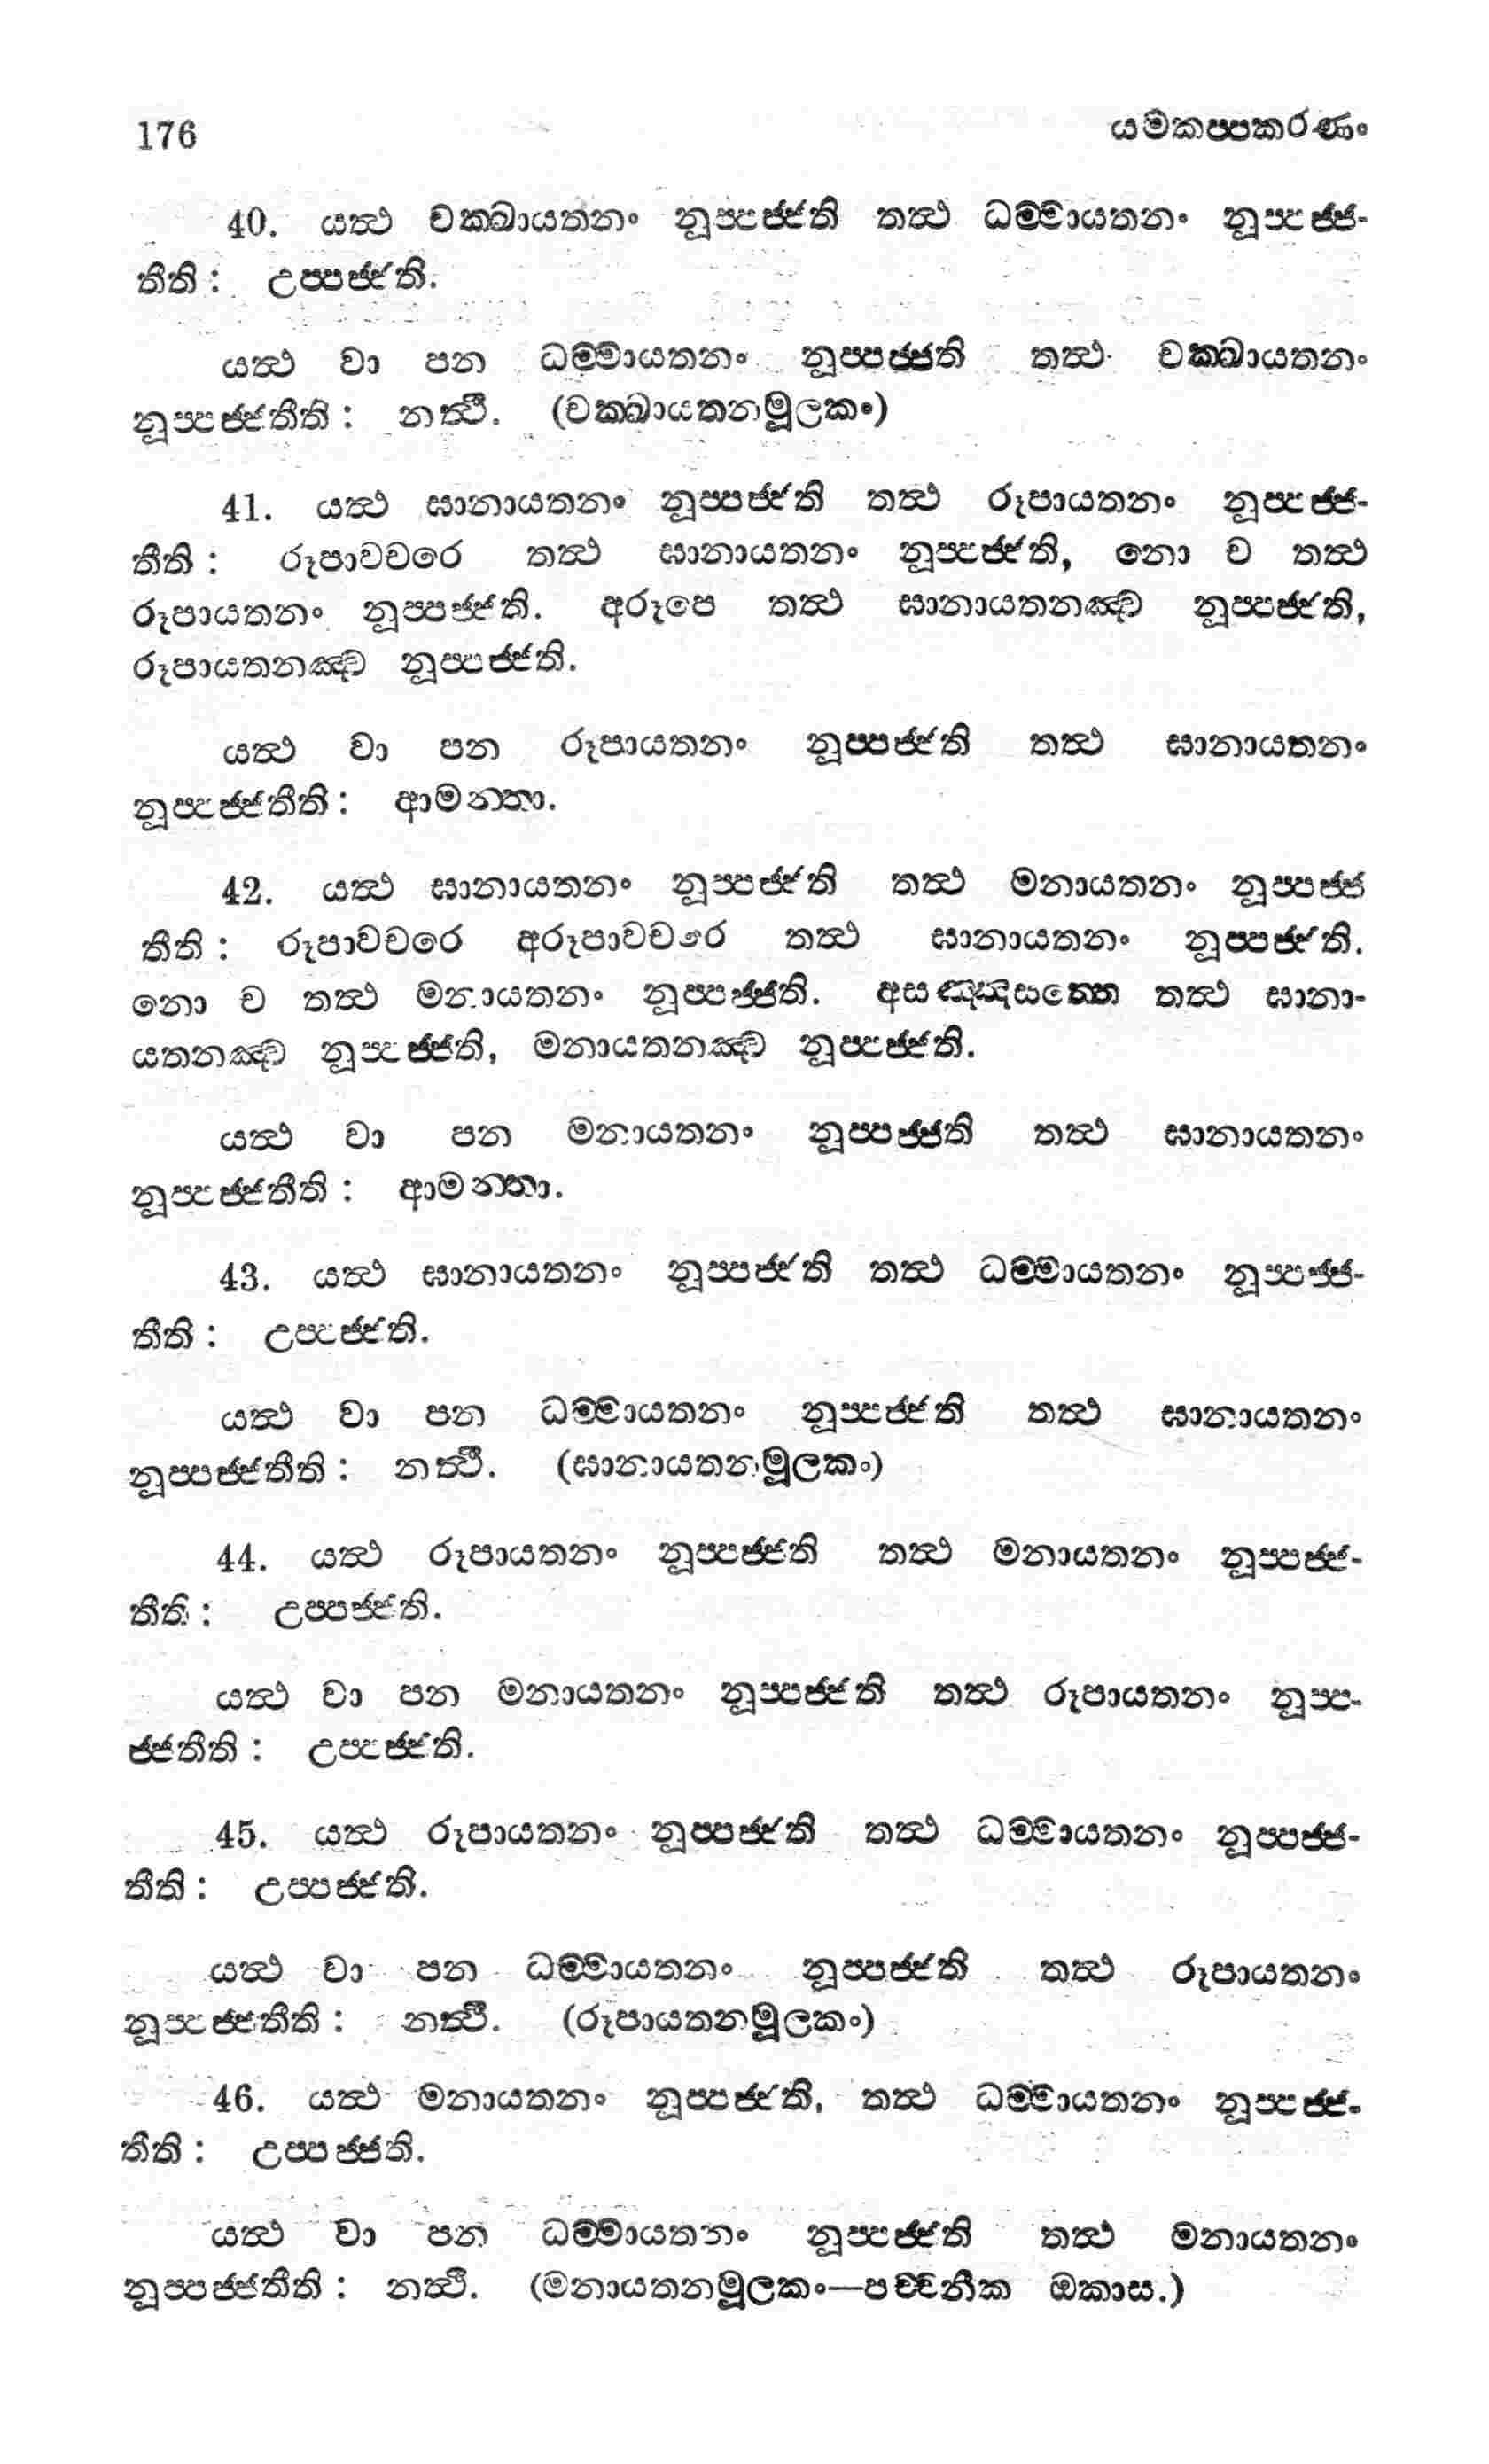 176 යමකප්පකරණං
40. යත්ථ චක්ඛායතනං නූප්පජ්ජති තත්ථ ධම්මායතනං නූප්පජ්ජ-
තීති: උප්පජ්ජති.
යත්ථ වා පන ධම්මායතනං නූප්පජ්ජති තත්ථ චක්ඛායතනං
නූප්පජ්ජතීති: නත්ථි. (චක්ඛායතනමූලකං)
41. යත්ථ ඝානායතනං නූප්පජ්ජති තත්ථ රූපායතනං නූප්පජ්ජ-
තීති: රූපාවචරෙ තත්ථ ඝානායතනං නූප්පජ්ජති, නො ච තත්ථ
රූපායතනං නූප්පජ්ජති. අරූපෙ තත්ථ ඝානායතනඤ්ච නූප්පජ්ජති,
රූපායතනඤ්ච නූප්පජ්ජති.
යත්ථ වා පන රූපායතනං නූප්පජ්ජති තත්ථ ඝානායතනං
නූප්පජ්ජතීති: ආමන්තා.
42. යත්ථ ඝානායතනං නූප්පජ්ජති තත්ථ මනායතනං නූප්පජ්ජ
තීති: රූපාවචරෙ අරූපාවචරෙ තත්ථ ඝානායතනං නූප්පජ්ජති.
නො ච තත්ථ මනායතනං නූප්පජ්ජති. අසඤ්ඤසත්තෙ තත්ථ ඝානා-
යතනඤ්ච නූප්පජ්ජති, මනායතනඤ්ච නූප්පජ්ජති.
යත්ථ වා පන මනායතනං නූප්පජ්ජති තත්ථ ඝානායතනං
නූප්පජ්ජතීති: ආමන්තා.
43. යත්ථ ඝානායතනං නූප්පජ්ජති තත්ථ ධම්මායතනං නූප්පජ්ජ-
තීති: උප්පජ්ජති.
යත්ථ වා පන ධම්මායතනං නූප්පජ්ජති තත්ථ ඝානායතනං
නූප්පජ්ජතීති: නත්ථි. (ඝානායතනමූලකං)
44. යත්ථ රූපායතනං නූප්පජ්ජති තත්ථ මනායතනං නූප්පජ්ජ-
තීති: උප්පජ්ජති.
යත්ථ වා පන මනායතනං නූප්පජ්ජති තත්ථ රූපායතනං නූප්ප-
ජ්ජතීති: උප්පජ්ජති.
45. යත්ථ රූපායතනං නූප්පජ්ජති තත්ථ ධම්මායතනං නූප්පජ්ජ-
තීති: උප්පජ්ජති.
යත්ථ වා පන ධම්මායතනං නූප්පජ්ජති තත්ථ රූපායතනං
නූප්පජ්ජතීති: නත්ථි. (රූපායතනමූලකං)
46. යත්ථ මනායතනං නූප්පජ්ජති, තත්ථ ධම්මායතනං නූප්පජ්ජ-
තීති: උප්පජ්ජති.
යත්ථ වා පන ධම්මායතනං නූප්පජ්ජති තත්ථ මනායතනං
නූප්පජ්ජතීති: නත්ථි. (මනායතනමූලකං—පච්චනීක ඔකාස.)